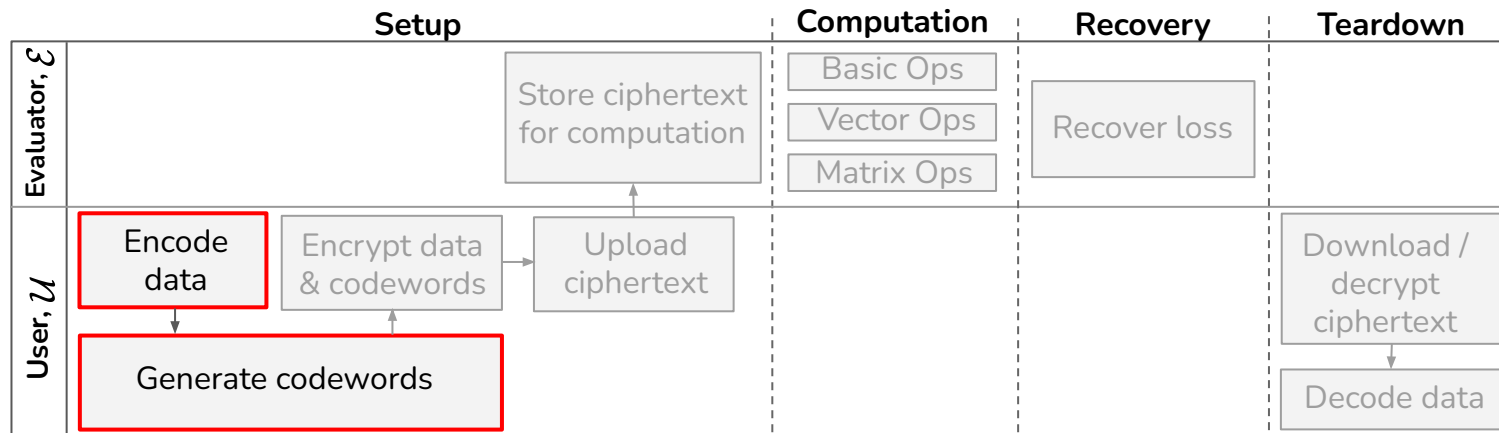 Setup
Computation
Recovery
Teardown
Evaluator, ℰ
Store ciphertext
for computation
Basic Ops
Vector Ops
Matrix Ops
Recover loss
User, 𝒰
Encode
data
Encrypt data
& codewords
Upload
ciphertext
Generate codewords
Download /
decrypt
ciphertext
Decode data